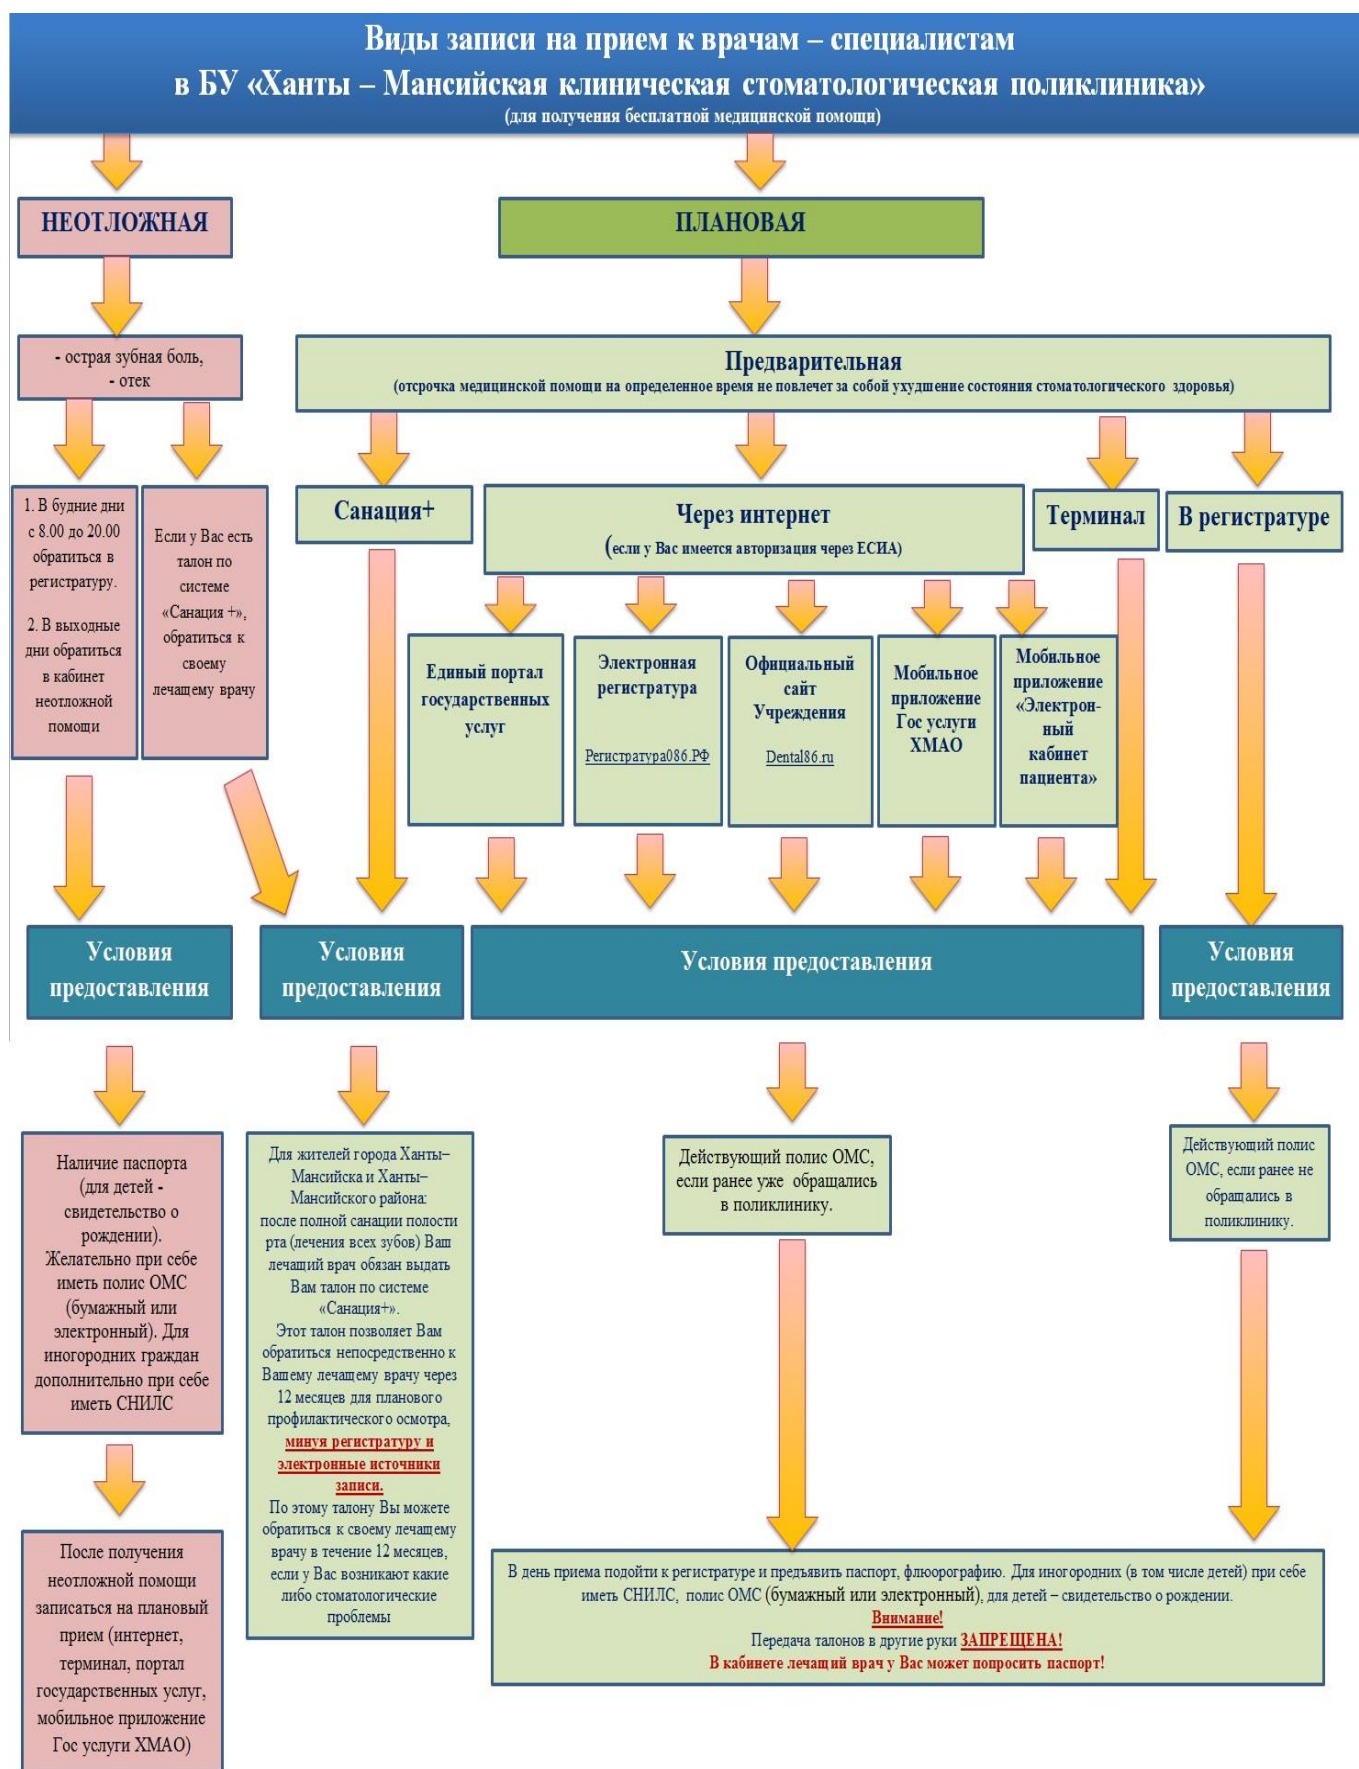 Виды записи на прием к врачам – специалистам
в БУ «Ханты – Мансийская клиническая стоматологическая поликлиника»
(для получения бесплатной медицинской помощи)
НЕОТЛОЖНАЯ
ПЛАНОВАЯ
- острая зубная боль,
- отек
Предварительная
(отсрочка медицинской помощи на определенное время не повлечет за собой ухудшение состояния стоматологического здоровья)
1. В будние дни
с 8.00 до 20.00
обратиться в
регистратуру.
2. В выходные
дни обратиться
в кабинет
неотложной
помощи
Если у Вас есть
талон по
системе
«Санация +»,
обратиться к
своему
лечащему врачу
Санация+
Через интернет
(если у Вас имеется авторизация через ЕСИА)
Терминал
В регистратуре
Единый портал
государственных
услуг
Электронная
регистратура
Регистратура086.РФ
Официальный
сайт
Учреждения
Dental86.ru
Мобильное
приложение
Гос услуги
ХМАО
Мобильное
приложение
«Электрон-
ный
кабинет
пациента»
Условия
предоставления
Условия
предоставления
Условия предоставления
Условия
предоставления
Наличие паспорта
(для детей -
свидетельство о
рождении).
Желательно при себе
иметь полис ОМС
(бумажный или
электронный). Для
иногородних граждан
дополнительно при себе
иметь СНИЛС
После получения
неотложной помощи
записаться на плановый
прием (интернет,
терминал, портал
государственных услуг,
мобильное приложение
Гос услуги ХМАО)
Для жителей города Ханты–
Мансийска и Ханты–
Мансийского района:
после полной санации полости
рта (лечения всех зубов) Ваш
лечащий врач обязан выдать
Вам талон по системе
«Санация+».
Этот талон позволяет Вам
обратиться непосредственно к
Вашему лечащему врачу через
12 месяцев для планового
профилактического осмотра,
минуя регистратуру и
электронные источники
записи.
По этому талону Вы можете
обратиться к своему лечащему
врачу в течение 12 месяцев,
если у Вас возникают какие
либо стоматологические
проблемы
Действующий полис ОМС,
если ранее уже обращались
в поликлинику.
Действующий полис
ОМС, если ранее не
обращались в
поликлинику.
В день приема подойти к регистратуре и предъявить паспорт, флюорографию. Для иногородних (в том числе детей) при себе
иметь СНИЛС, полис ОМС (бумажный или электронный), для детей – свидетельство о рождении.
Внимание!
Передача талонов в другие руки ЗАПРЕЩЕНА!
В кабинете лечащий врач у Вас может попросить паспорт!